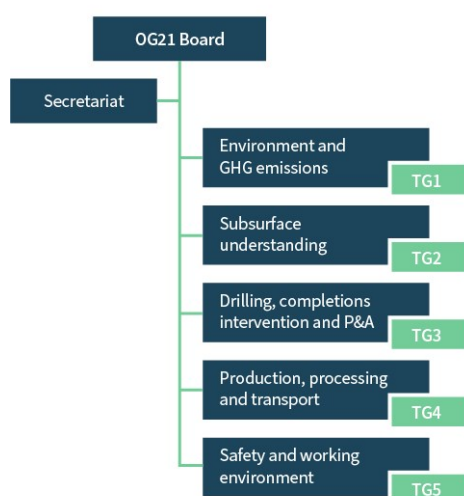 OG21 Board
Secretariat
Environment and
GHG emissions
TG1
Subsurface
understanding
TG2
Drilling, completions
intervention and P&A
TG3
Production, processing
and transport
TG4
Safety and working
environment
TG5